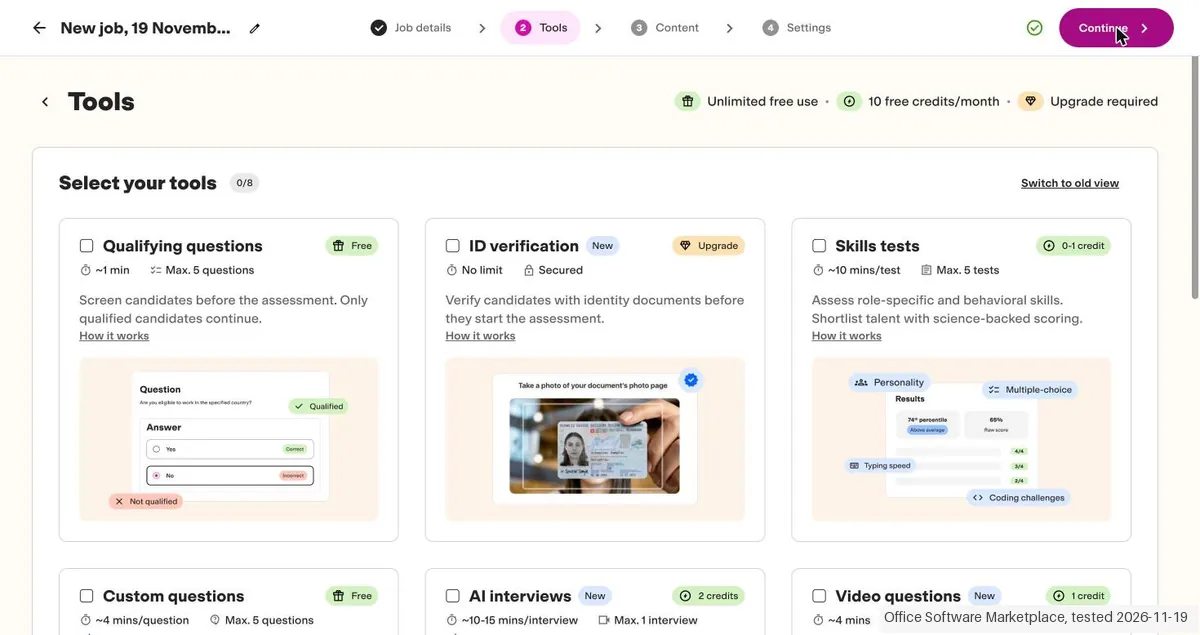 New job, 19 Novemb...
Job details
2 Tools
3 Content
4 Settings
Continue
Tools
Unlimited free use • 10 free credits/month • Upgrade required
Select your tools 0/8
Switch to old view
Qualifying questions Free
~1 min Max. 5 questions
Screen candidates before the assessment. Only
qualified candidates continue.
How it works
Question
Are you eligible to work in the specified country?
Qualified
Answer
Yes Correct
No Incorrect
Not qualified
ID verification New Upgrade
No limit Secured
Verify candidates with identity documents before
they start the assessment.
How it works
Take a photo of your document's photo page
Skills tests 0-1 credit
~10 mins/test Max. 5 tests
Assess role-specific and behavioral skills.
Shortlist talent with science-backed scoring.
How it works
Personality
Multiple-choice
Results
74th percentile
Above average
69%
Raw score
4/4
Typing speed
3/4
2/4
Coding challenges
Custom questions Free
~4 mins/question Max. 5 questions
AI interviews New 2 credits
~10-15 mins/interview Max. 1 interview
Video questions New 1 credit
~4 mins
Office Software Marketplace, tested 2026-11-19